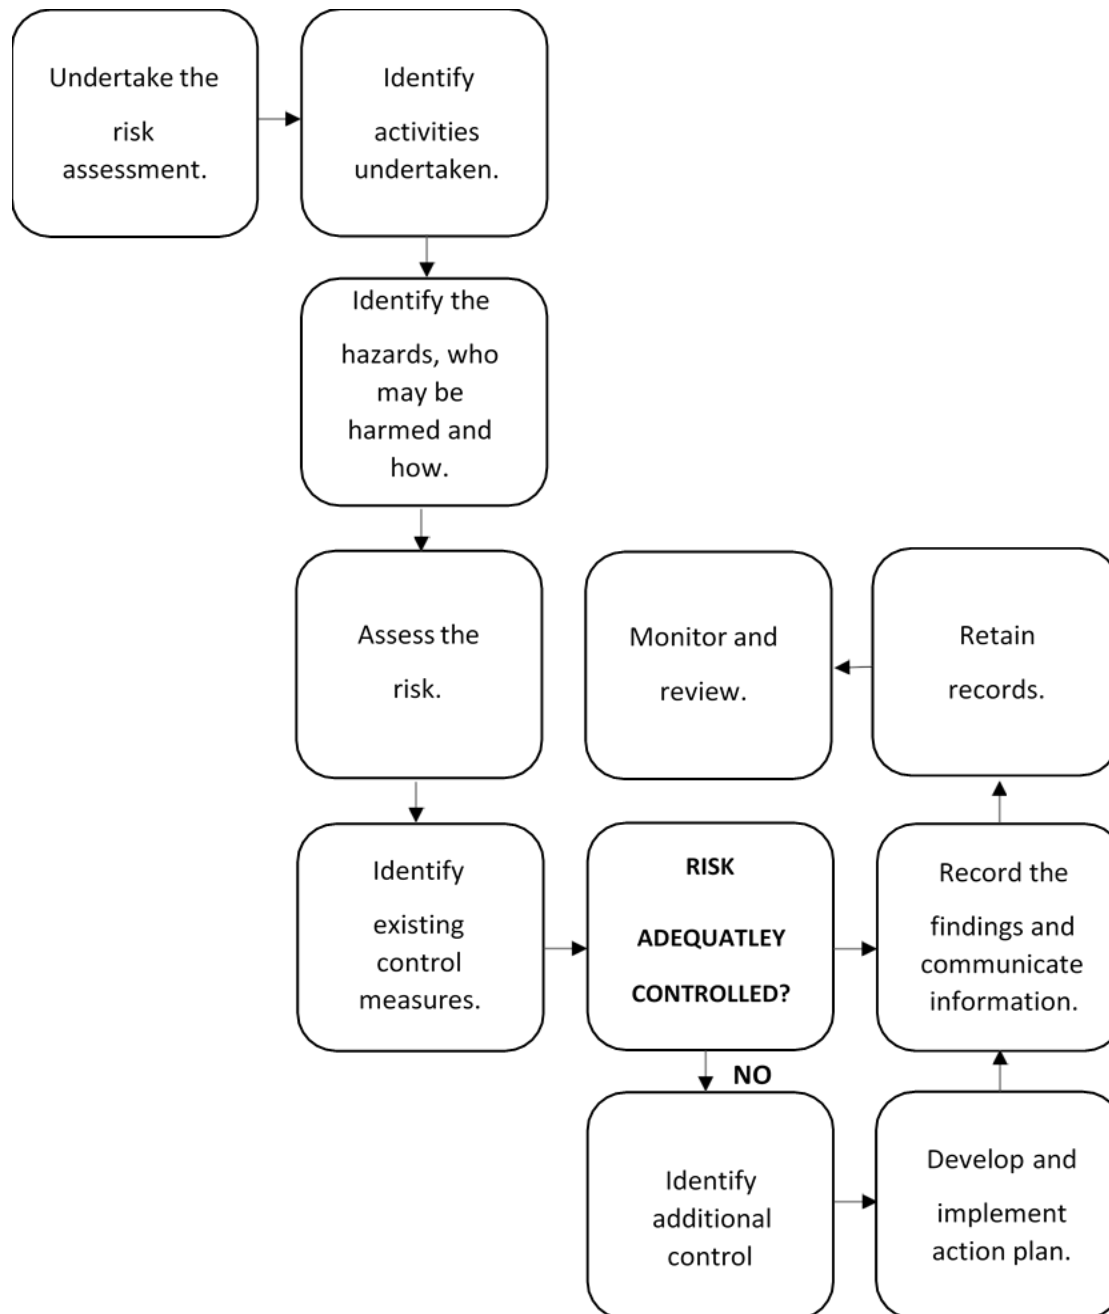 Undertake the
risk
assessment.
Identify
activities
undertaken.
Identify the
hazards, who
may be
harmed and
how.
Assess the
risk.
Monitor and
review.
Retain
records.
Identify
existing
control
measures.
RISK
ADEQUATLEY
CONTROLLED?
Record the
findings and
communicate
information.
NO
Identify
additional
control
Develop and
implement
action plan.